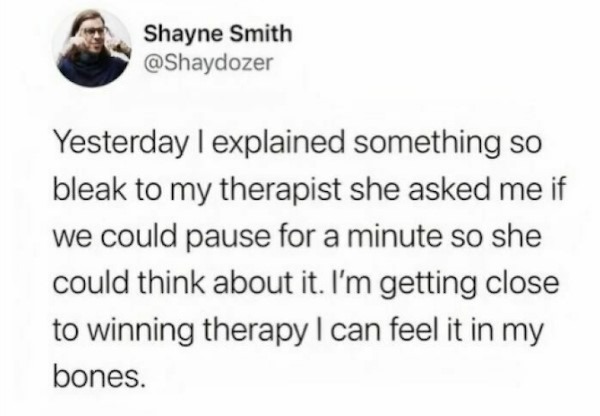 Shayne Smith
@Shaydozer
Yesterday I explained something so
bleak to my therapist she asked me if
we could pause for a minute so she
could think about it. I'm getting close
to winning therapy I can feel it in my
bones.